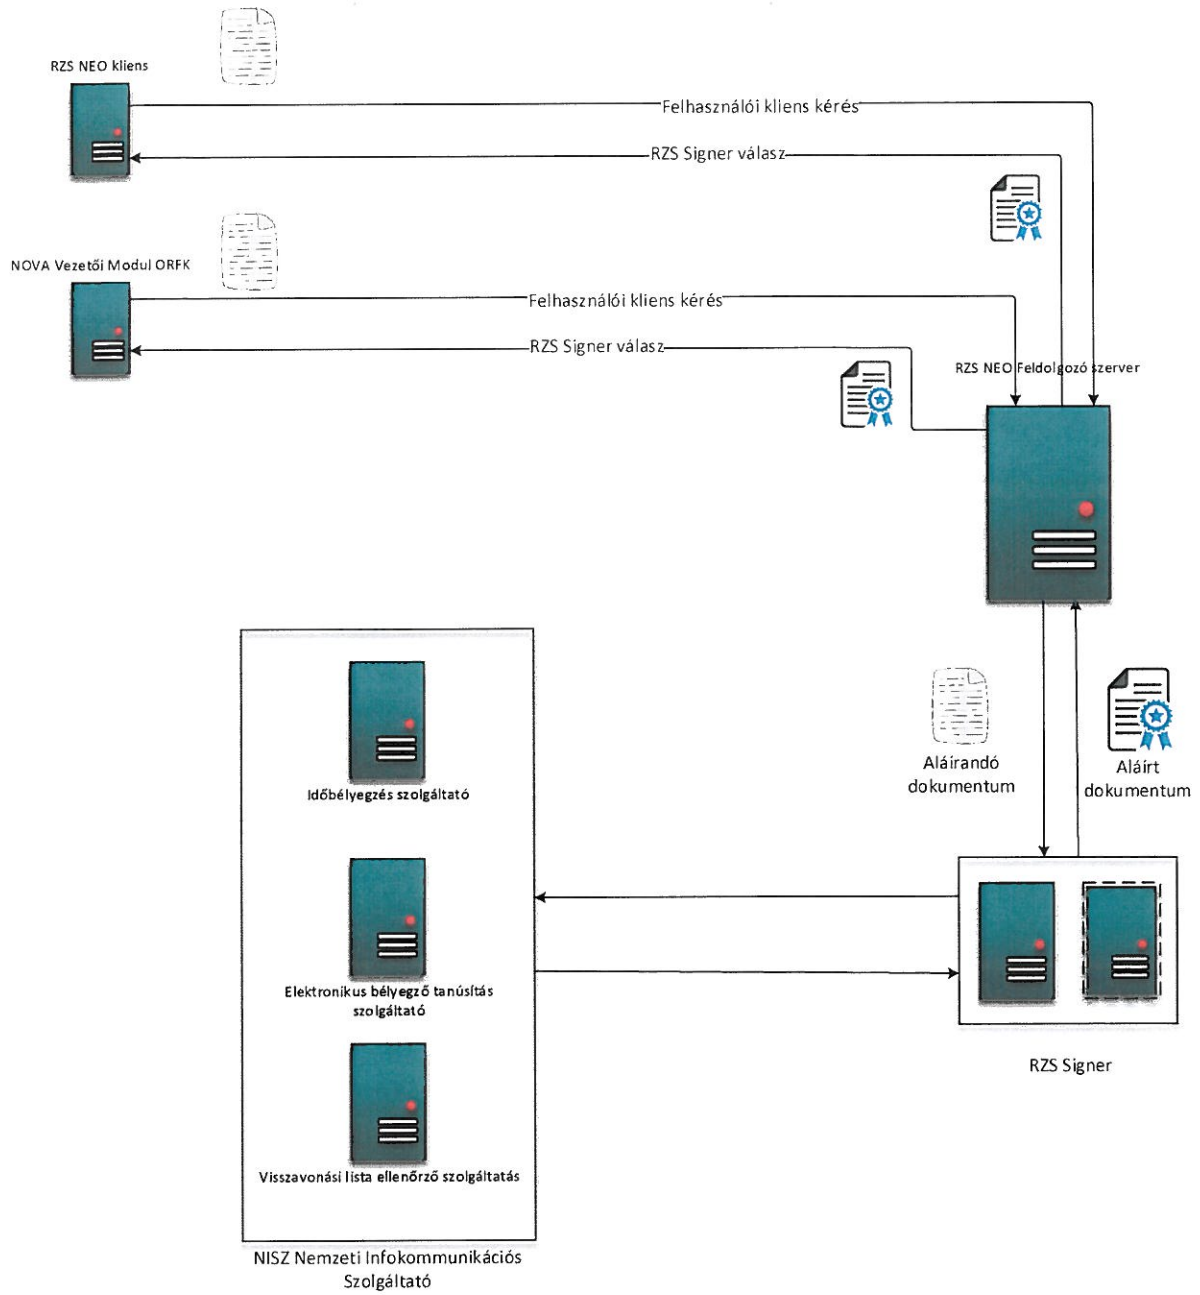 RZS NEO kliens
Felhasználói kliens kérés
RZS Signer válasz
NOVA Vezetői Modul ORFK
Felhasználói kliens kérés
RZS Signer válasz
RZS NEO Feldolgozó szerver
Aláírandó
dokumentum
Aláírt
dokumentum
Időbélyegzés szolgáltató
Elektronikus bélyegző tanúsítás
szolgáltató
Visszavonási lista ellenőrző szolgáltatás
RZS Signer
NISZ Nemzeti Infokommunikációs
Szolgáltató